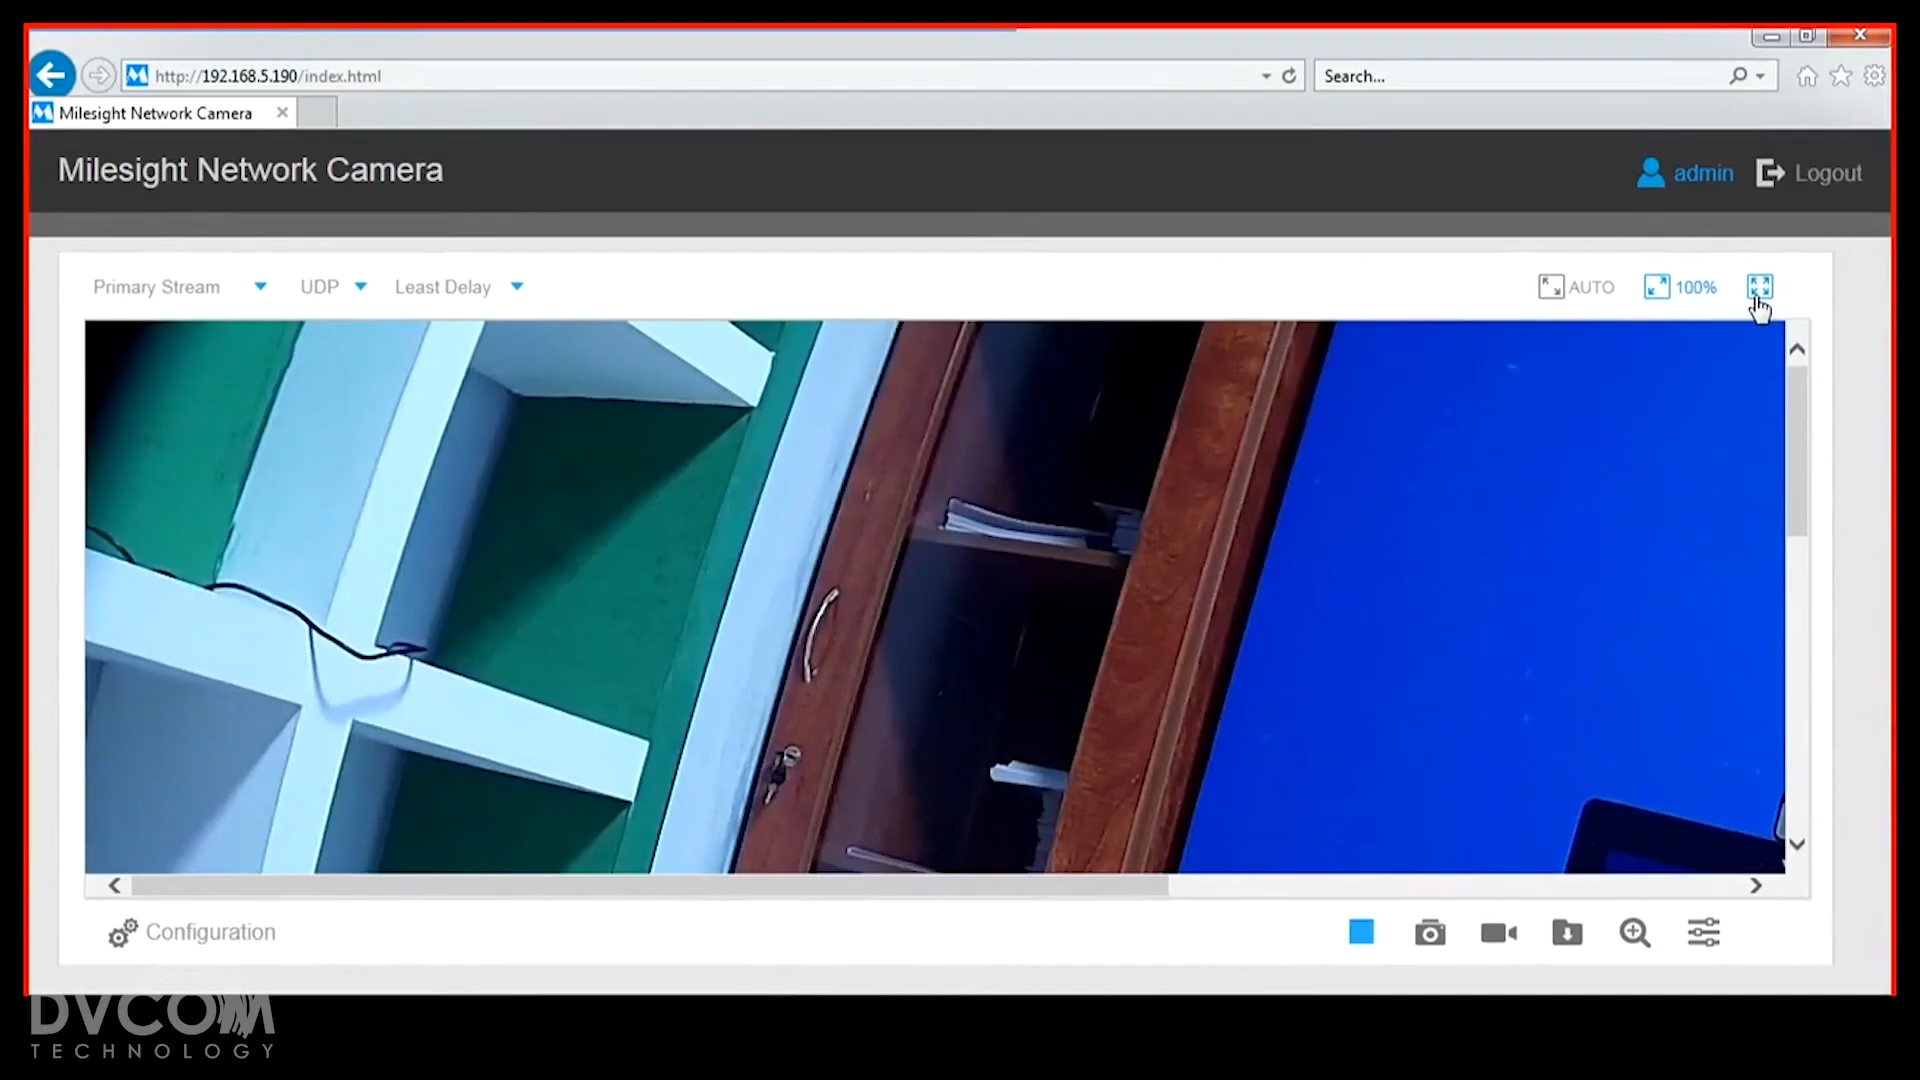 http://192.168.5.190/index.html
Search...
Milesight Network Camera
Milesight Network Camera
admin
Logout
Primary Stream
UDP
Least Delay
AUTO
100%
Configuration
DVCOM
TECHNOLOGY